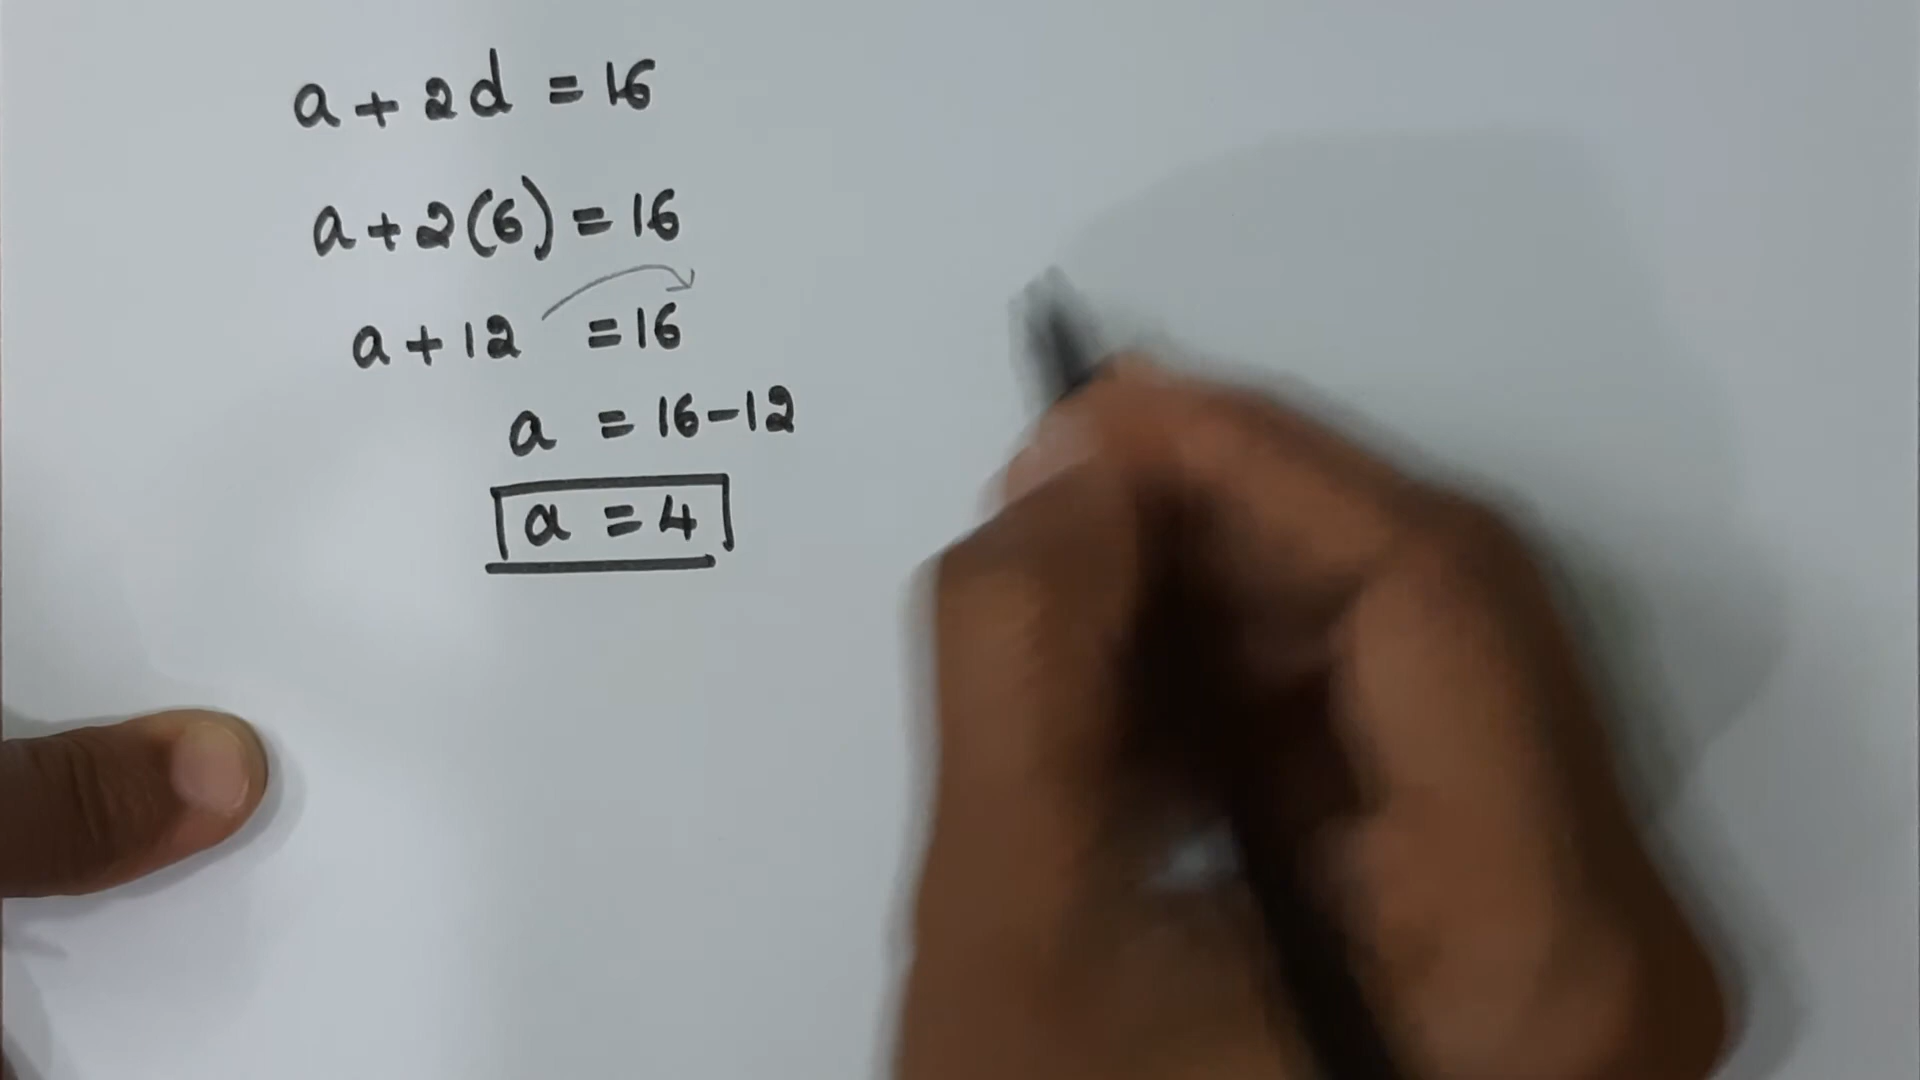 a + 2d = 16
a + 2(6) = 16
a + 12 = 16
a = 16 - 12
a = 4